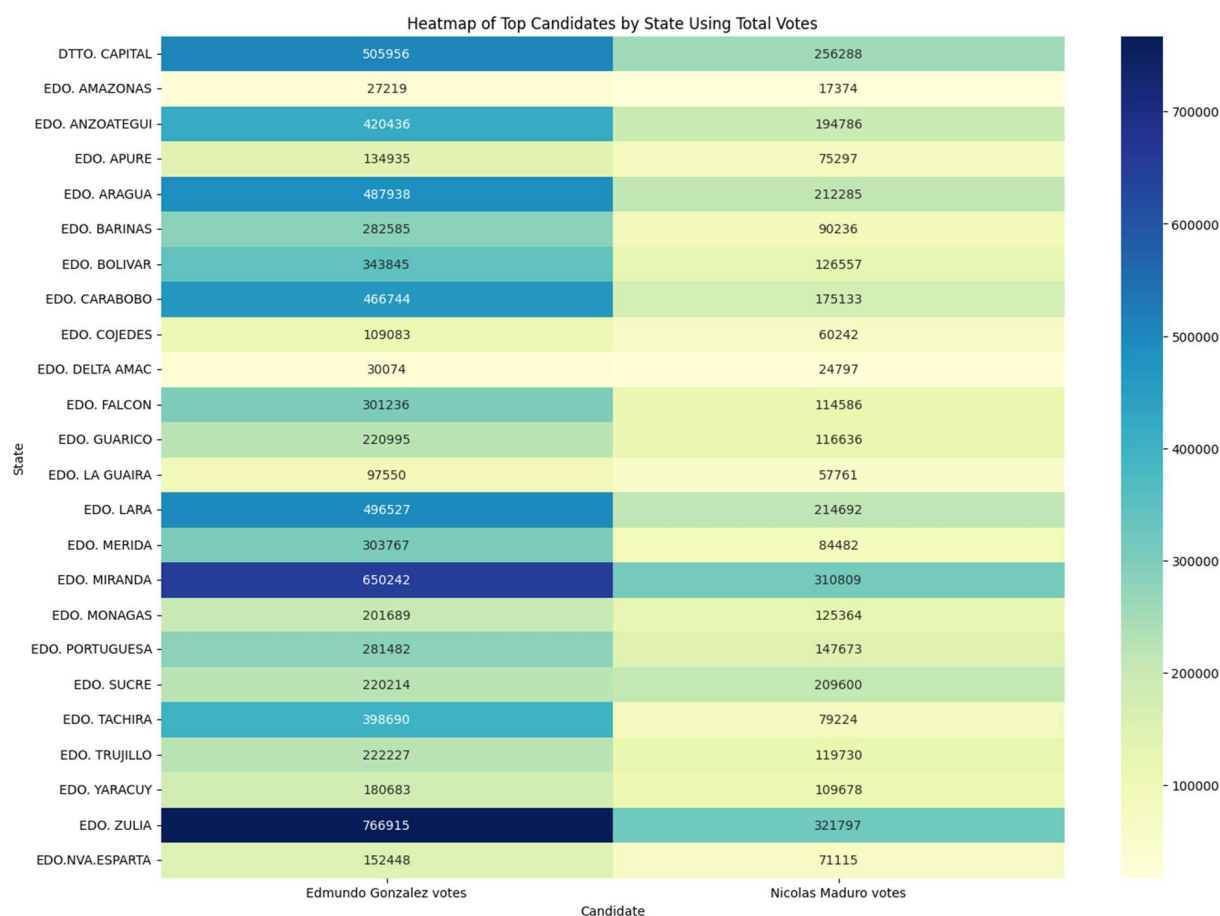 Heatmap of Top Candidates by State Using Total Votes
DTTO. CAPITAL 505956 256288
EDO. AMAZONAS 27219 17374
EDO. ANZOATEGUI 420436 194786
EDO. APURE 134935 75297
EDO. ARAGUA 487938 212285
EDO. BARINAS 282585 90236
EDO. BOLIVAR 343845 126557
EDO. CARABOBO 466744 175133
EDO. COJEDES 109083 60242
EDO. DELTA AMAC 30074 24797
EDO. FALCON 301236 114586
EDO. GUARICO 220995 116636
EDO. LA GUAIRA 97550 57761
EDO. LARA 496527 214692
EDO. MERIDA 303767 84482
EDO. MIRANDA 650242 310809
EDO. MONAGAS 201689 125364
EDO. PORTUGUESA 281482 147673
EDO. SUCRE 220214 209600
EDO. TACHIRA 398690 79224
EDO. TRUJILLO 222227 119730
EDO. YARACUY 180683 109678
EDO. ZULIA 766915 321797
EDO.NVA.ESPARTA 152448 71115
State
Edmundo Gonzalez votes Nicolas Maduro votes
Candidate
700000
600000
500000
400000
300000
200000
100000